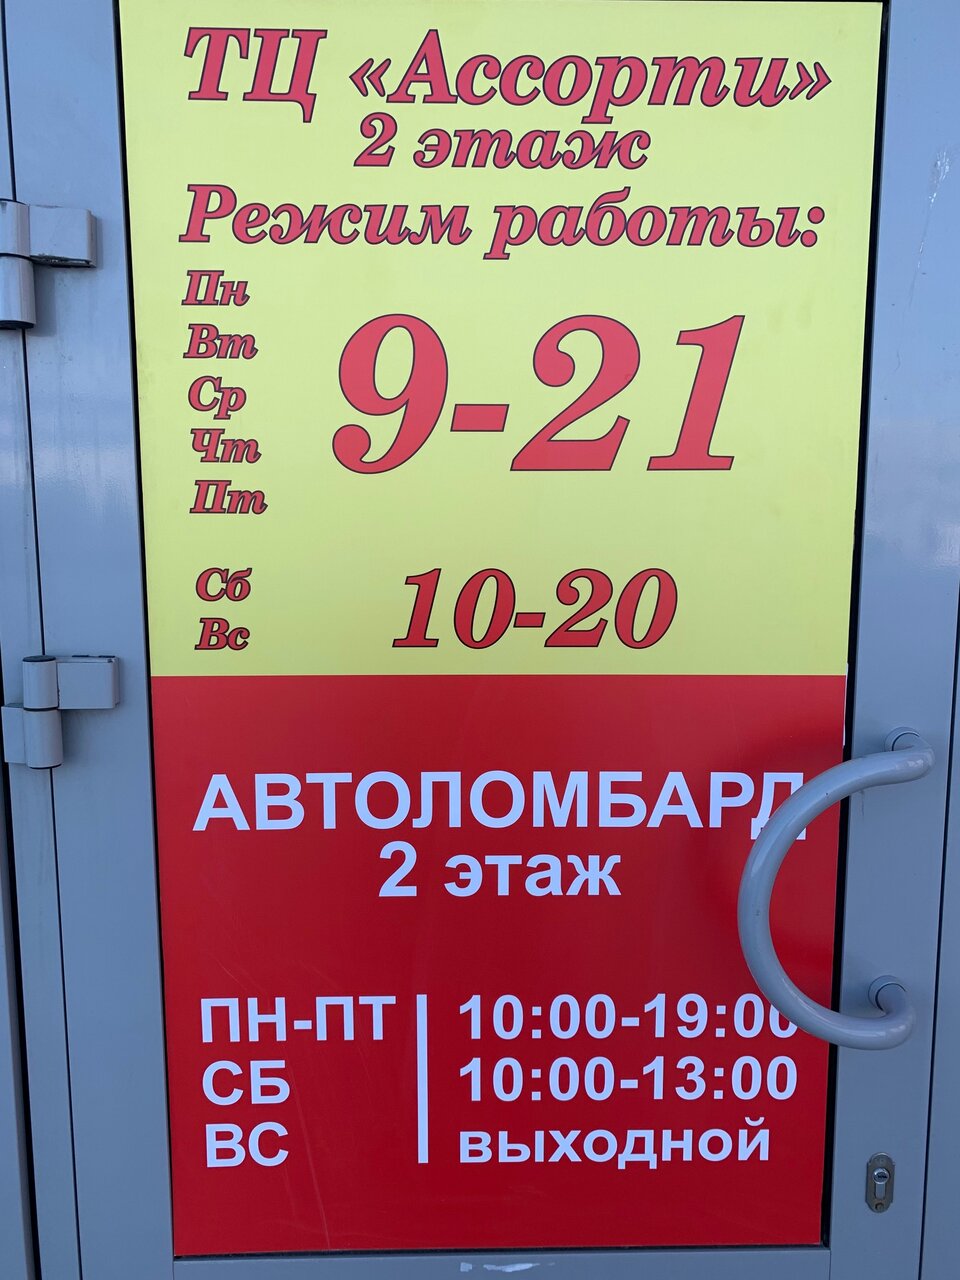 ТЦ «Ассорти»
2 этаж
Режим работы:
Пн
Вт
Ср
Чт
Пт
9-21
Сб
Вс
10-20
АВТОЛОМБАРД
2 этаж
ПН-ПТ 10:00-19:00
СБ 10:00-13:00
ВС выходной